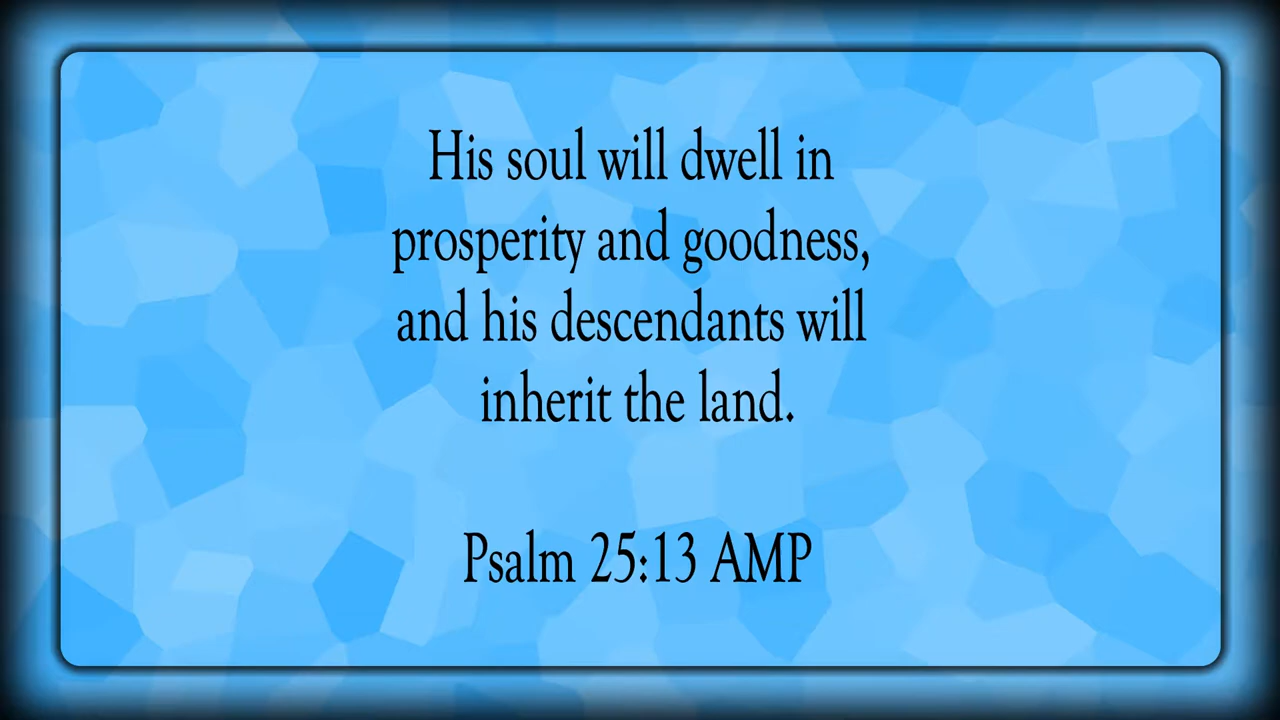 His soul will dwell in
prosperity and goodness,
and his descendants will
inherit the land.
Psalm 25:13 AMP